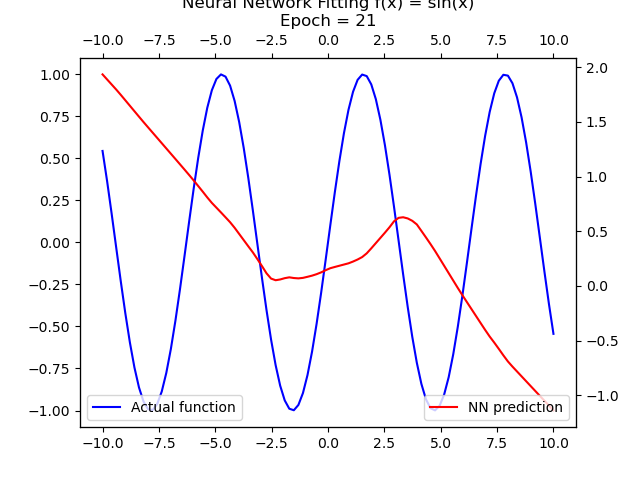 Neural Network Fitting f(x) = sin(x)
Epoch = 21
−10.0 −7.5 −5.0 −2.5 0.0 2.5 5.0 7.5 10.0
1.00
0.75
0.50
0.25
0.00
−0.25
−0.50
−0.75
−1.00
2.0
1.5
1.0
0.5
0.0
−0.5
−1.0
Actual function
NN prediction
−10.0 −7.5 −5.0 −2.5 0.0 2.5 5.0 7.5 10.0